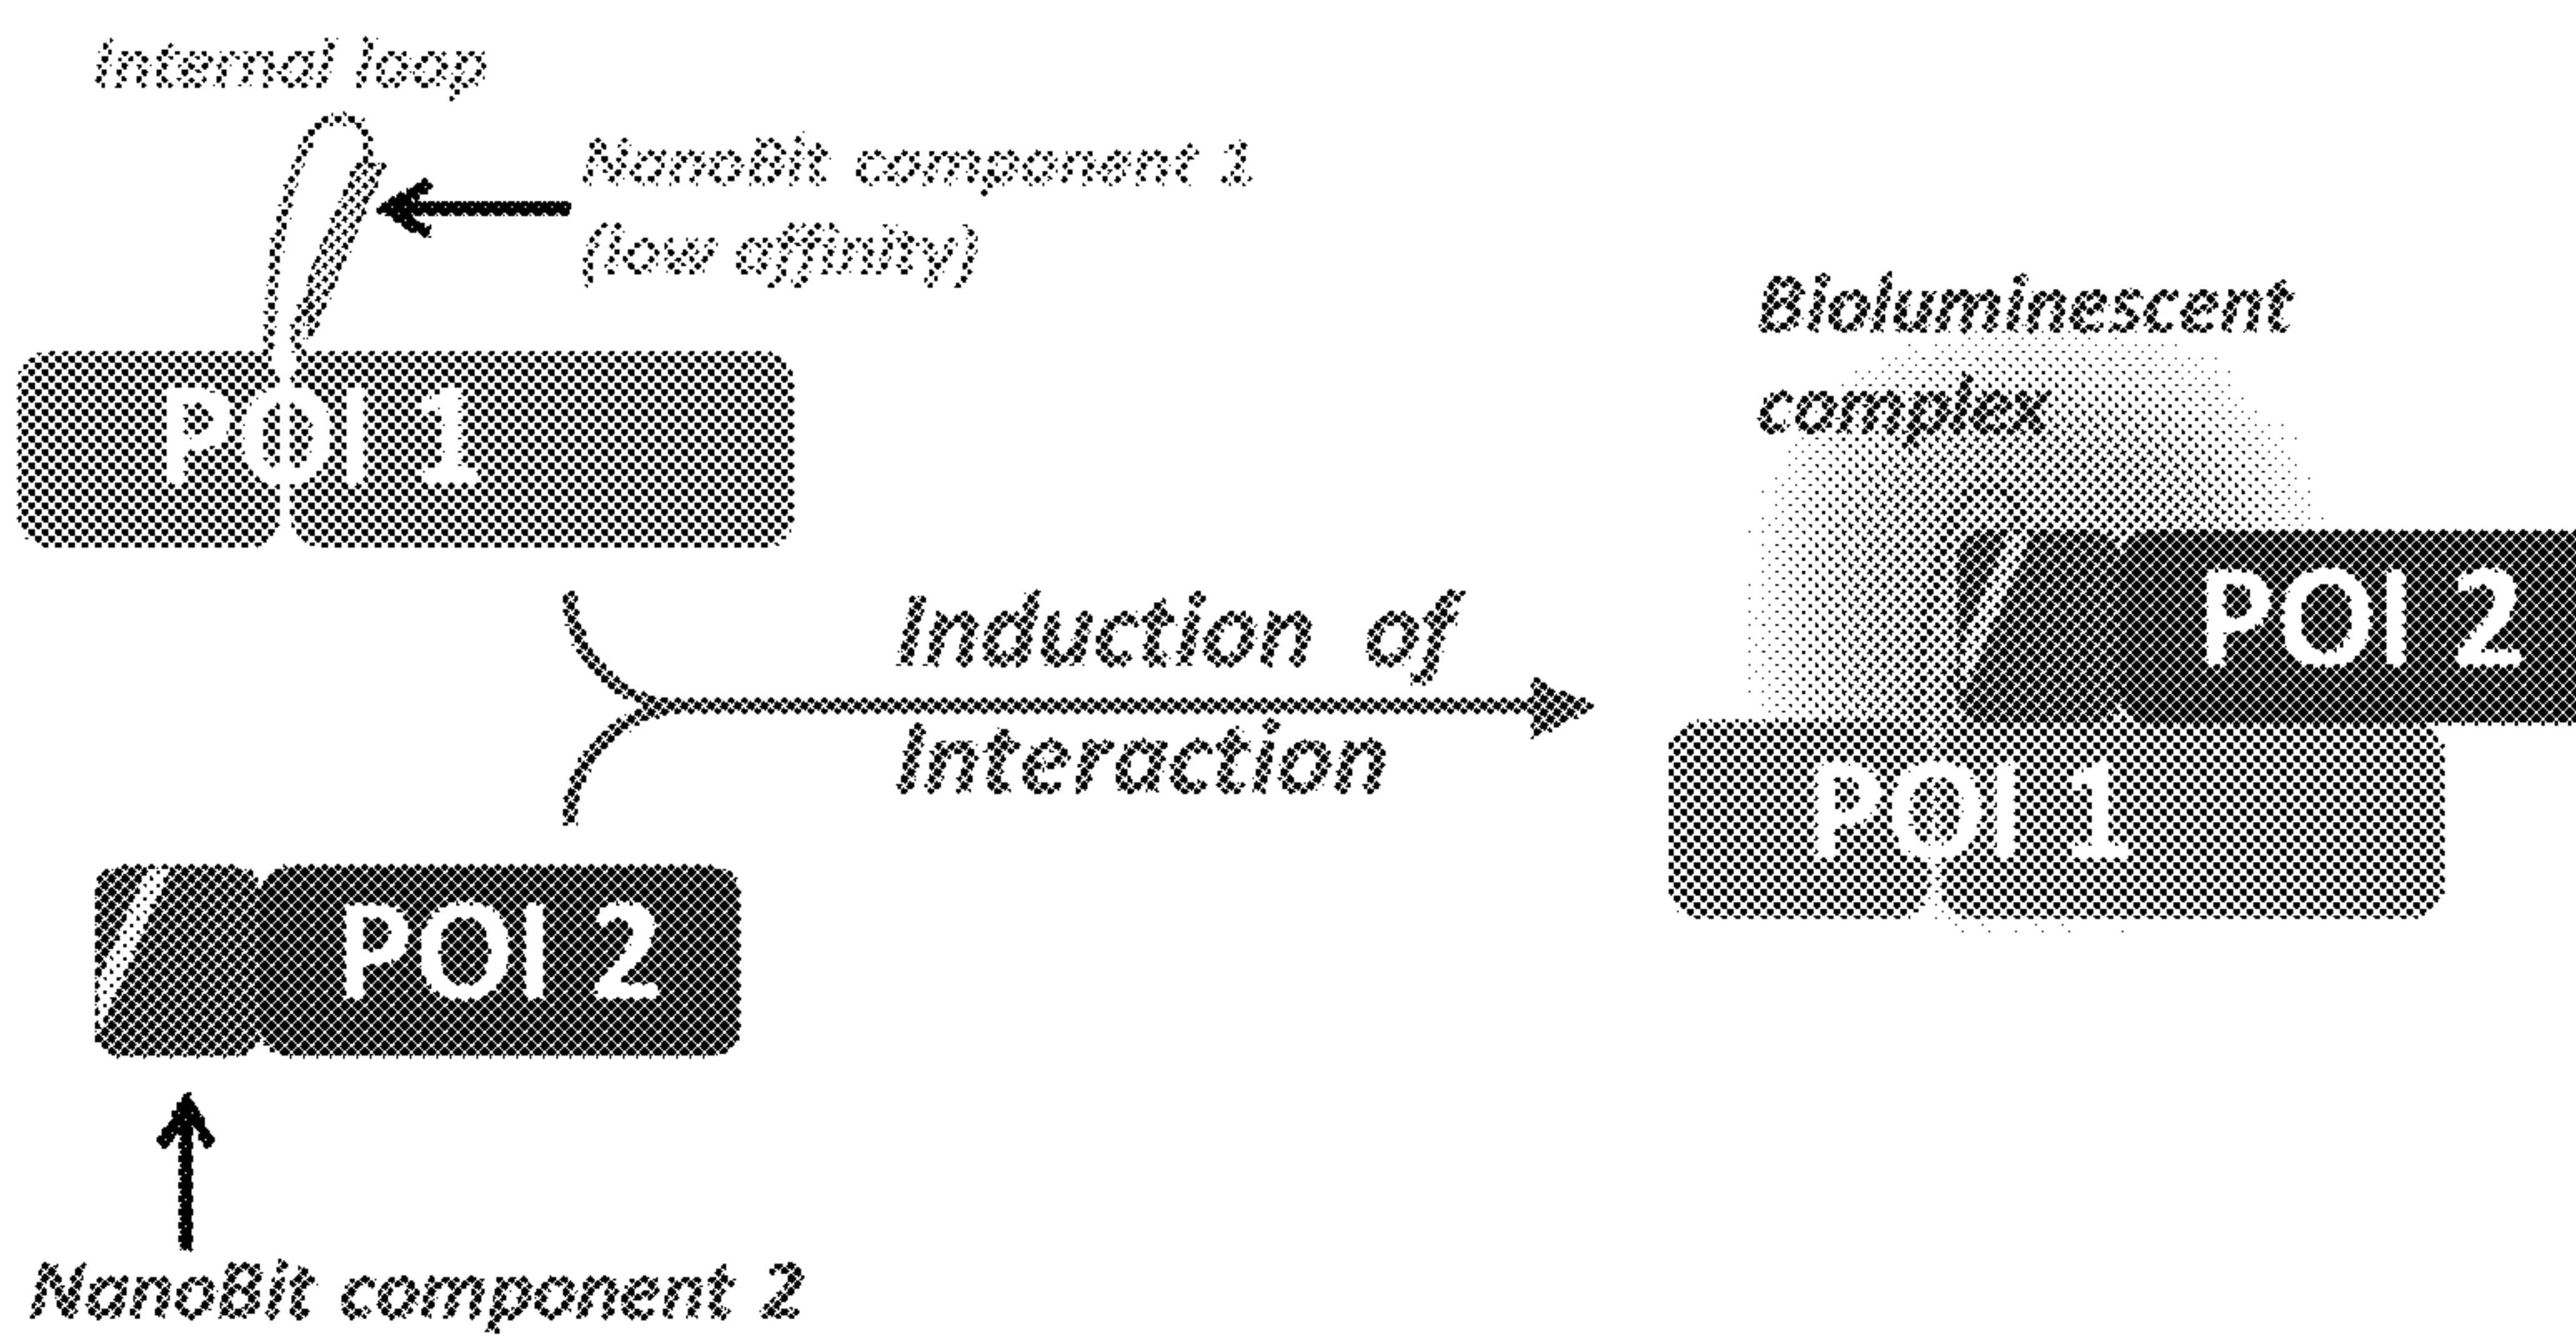 Internal loop
NanoBit component 1
(low affinity)
POI 1
Induction of
Interaction
POI 2
NanoBit component 2
Bioluminescent
complex
POI 2
POI 1